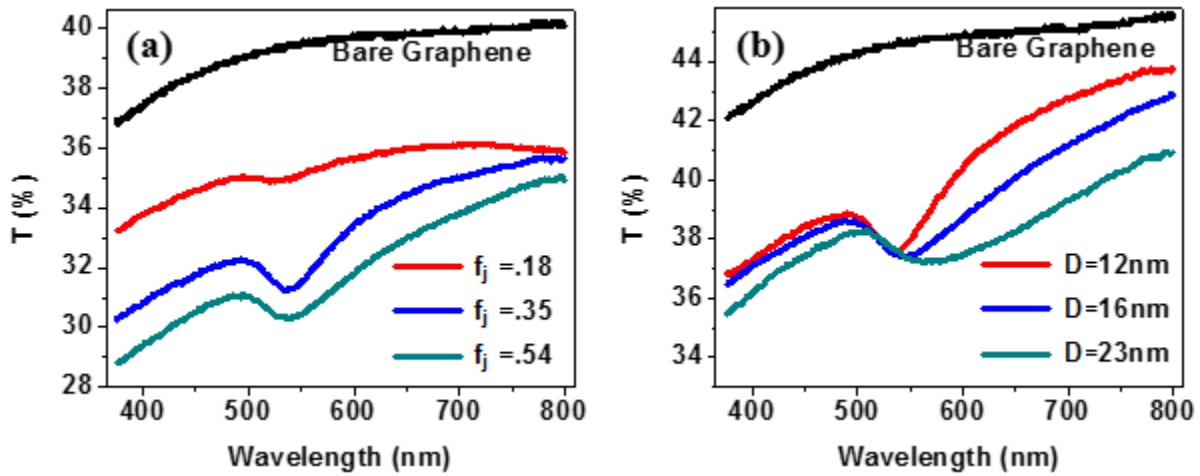 (a)
Bare Graphene
40
38
36
34
32
30
28
T (%)
f_j =.18
f_j =.35
f_j =.54
400 500 600 700 800
Wavelength (nm)
(b)
Bare Graphene
44
42
40
38
36
34
T (%)
D=12nm
D=16nm
D=23nm
400 500 600 700 800
Wavelength (nm)